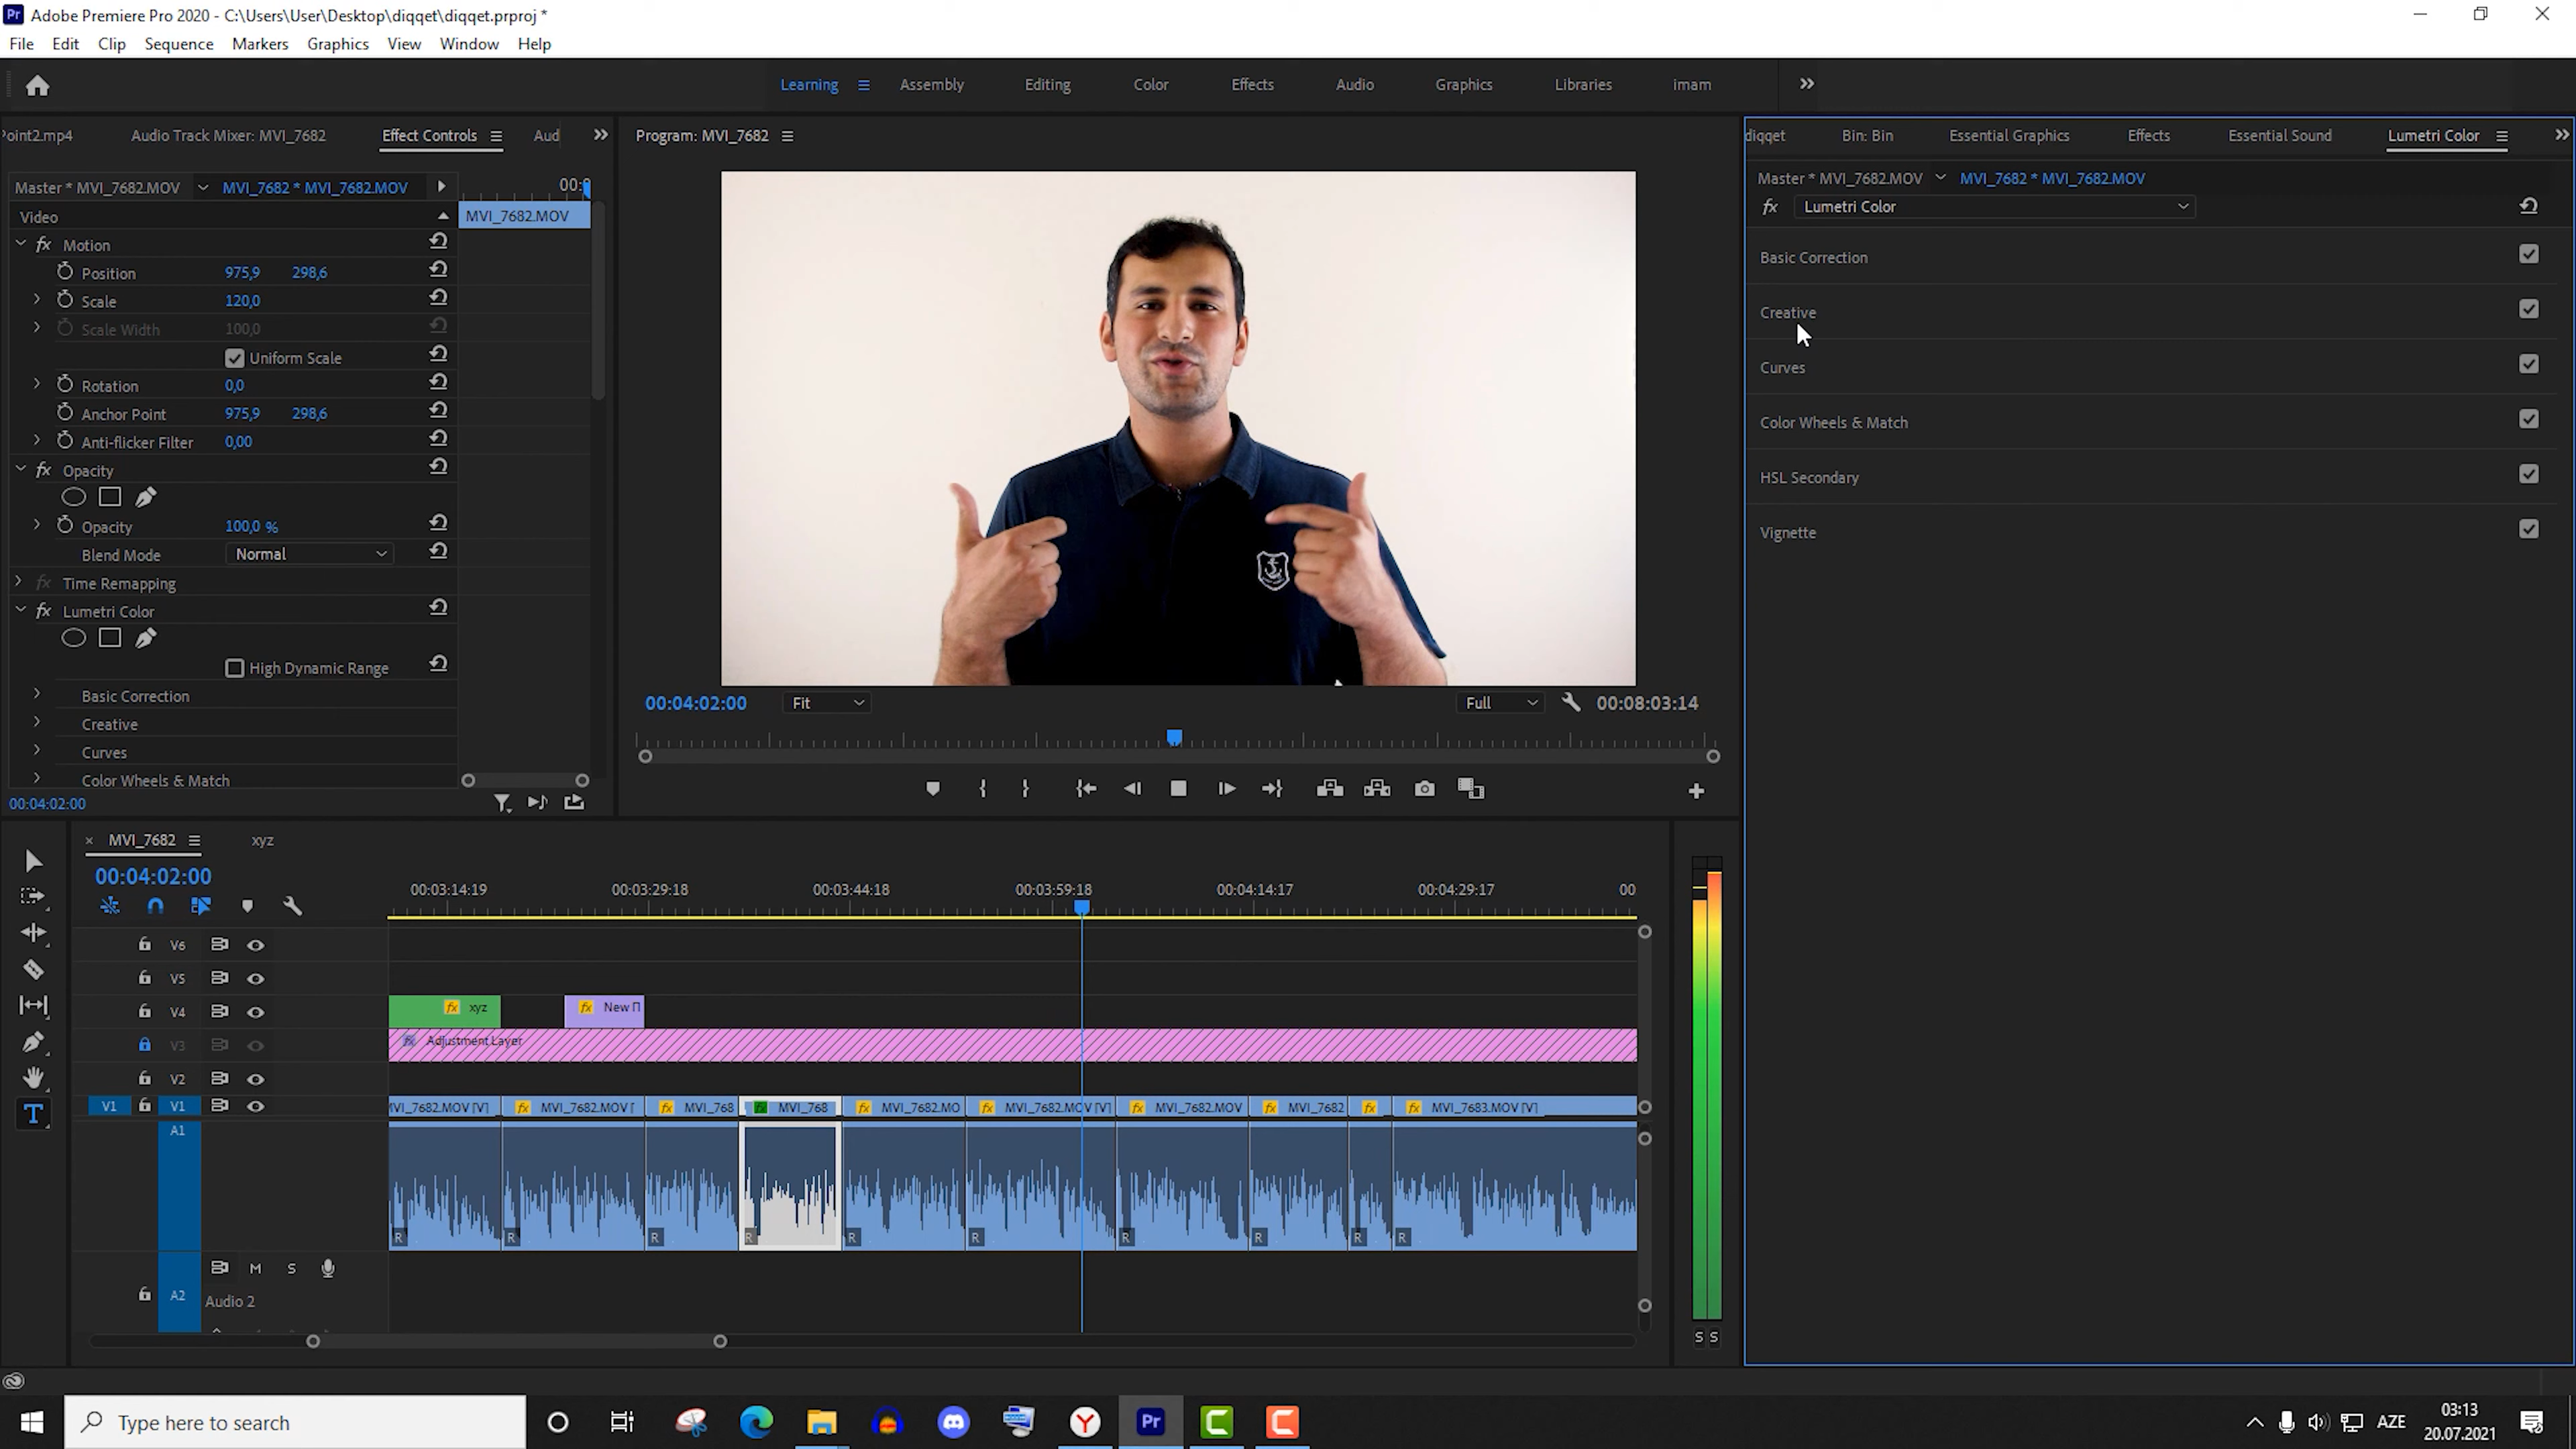 Adobe Premiere Pro 2020 - C:\Users\User\Desktop\diqqet\diqqet.prproj *
File Edit Clip Sequence Markers Graphics View Window Help
Learning Assembly Editing Color Effects Audio Graphics Libraries imam
Point2.mp4 Audio Track Mixer: MVI_7682 Effect Controls Aud
Program: MVI_7682
diqqet Bin: Bin Essential Graphics Effects Essential Sound Lumetri Color
Master * MVI_7682.MOV MVI_7682 * MVI_7682.MOV 00:0
Master * MVI_7682.MOV MVI_7682 * MVI_7682.MOV
fx Lumetri Color
Video MVI_7682.MOV
fx Motion
Position 975,9 298,6
Scale 120,0
Scale Width 100,0
Uniform Scale
Rotation 0,0
Anchor Point 975,9 298,6
Anti-flicker Filter 0,00
fx Opacity
Opacity 100,0 %
Blend Mode Normal
fx Time Remapping
fx Lumetri Color
High Dynamic Range
Basic Correction
Creative
Curves
Color Wheels & Match
00:04:02:00
Basic Correction
Creative
Curves
Color Wheels & Match
HSL Secondary
Vignette
00:04:02:00 Fit Full 00:08:03:14
MVI_7682 xyz
00:04:02:00
00:03:14:19 00:03:29:18 00:03:44:18 00:03:59:18 00:04:14:17 00:04:29:17 00
V6
V5
V4 fx xyz fx New П
V3 fx Adjustment Layer
V2
V1 V1 MVI_7682.MOV [V] fx MVI_7682.MOV [ fx MVI_768 fx MVI_768 fx MVI_7682.MO fx MVI_7682.MOV [V] fx MVI_7682.MOV fx MVI_7682 fx fx MVI_7683.MOV [V]
A1
R R R R R R R R R R
M S
A2 Audio 2
S S
Type here to search
Pr
AZE
03:13
20.07.2021